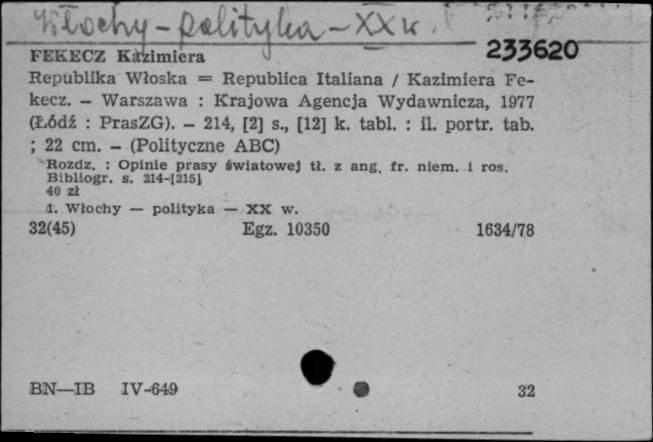 Włochy - polityka - XX w.
233620
FEKECZ Kazimiera
Republika Włoska = Republica Italiana / Kazimiera Fe-
kecz. — Warszawa : Krajowa Agencja Wydawnicza, 1977
(Łódź : PrasZG). — 214, [2] s., [12] k. tabl. : il. portr. tab.
; 22 cm. — (Polityczne ABC)
Rozdz. : Opinie prasy światowej tł. z ang. fr. niem. i ros.
Bibliogr. s. 214-[215]
40 zł
1. Włochy — polityka — XX w.
32(45) Egz. 10350 1634/78
BN—IB IV-649 32